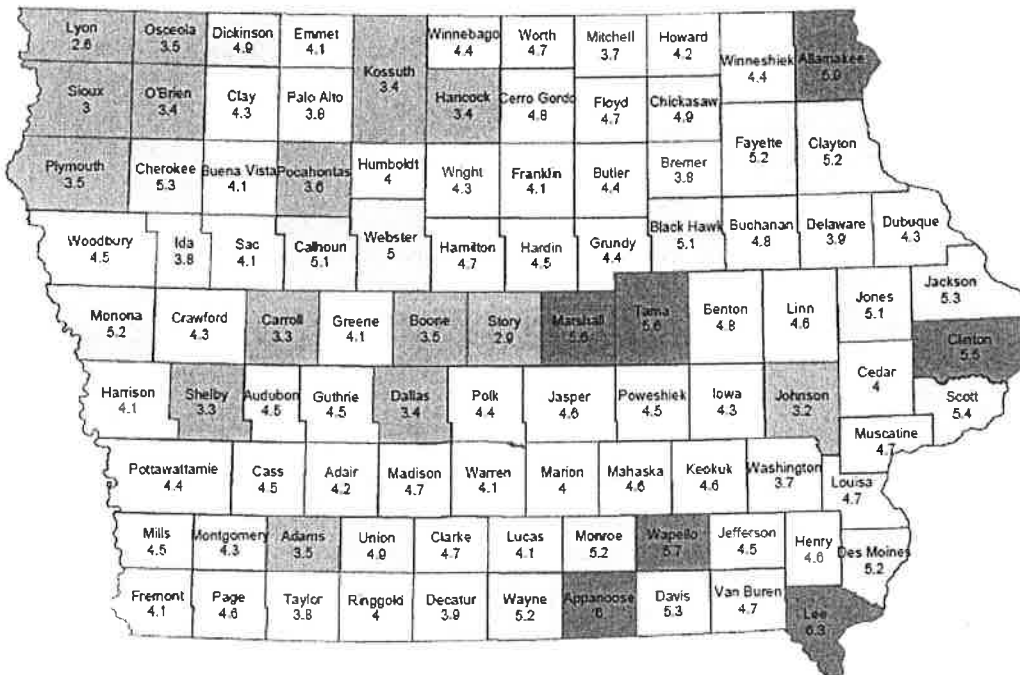 Lyon
2.6
Osceola
3.5
Dickinson
4.9
Emmet
4.1
Kossuth
3.4
Winnebago
4.4
Worth
4.7
Mitchell
3.7
Howard
4.2
Winneshiek
4.4
Allamakee
5.9
Sioux
3
O'Brien
3.4
Clay
4.3
Palo Alto
3.8
Hancock
3.4
Cerro Gordo
4.8
Floyd
4.7
Chickasaw
4.9
Fayette
5.2
Clayton
5.2
Plymouth
3.5
Cherokee
5.3
Buena Vista
4.1
Pocahontas
3.6
Humboldt
4
Wright
4.3
Franklin
4.1
Butler
4.4
Bremer
3.8
Woodbury
4.5
Ida
3.8
Sac
4.1
Calhoun
5.1
Webster
5
Hamilton
4.7
Hardin
4.5
Grundy
4.4
Black Hawk
5.1
Buchanan
4.8
Delaware
3.9
Dubuque
4.3
Monona
5.2
Crawford
4.3
Carroll
3.3
Greene
4.1
Boone
3.5
Story
2.9
Marshall
5.6
Tama
5.6
Benton
4.8
Linn
4.6
Jones
5.1
Jackson
5.3
Clinton
5.5
Harrison
4.1
Shelby
3.3
Audubon
4.5
Guthrie
4.5
Dallas
3.4
Polk
4.4
Jasper
4.6
Poweshiek
4.5
Iowa
4.3
Johnson
3.2
Cedar
4
Scott
5.4
Muscatine
4.7
Pottawattamie
4.4
Cass
4.5
Adair
4.2
Madison
4.7
Warren
4.1
Marion
4
Mahaska
4.6
Keokuk
4.6
Washington
3.7
Louisa
4.7
Mills
4.5
Montgomery
4.3
Adams
3.5
Union
4.9
Clarke
4.7
Lucas
4.1
Monroe
5.2
Wapello
5.7
Jefferson
4.5
Henry
4.6
Des Moines
5.2
Fremont
4.1
Page
4.6
Taylor
3.8
Ringgold
4
Decatur
3.9
Wayne
5.2
Appanoose
6
Davis
5.3
Van Buren
4.7
Lee
6.3